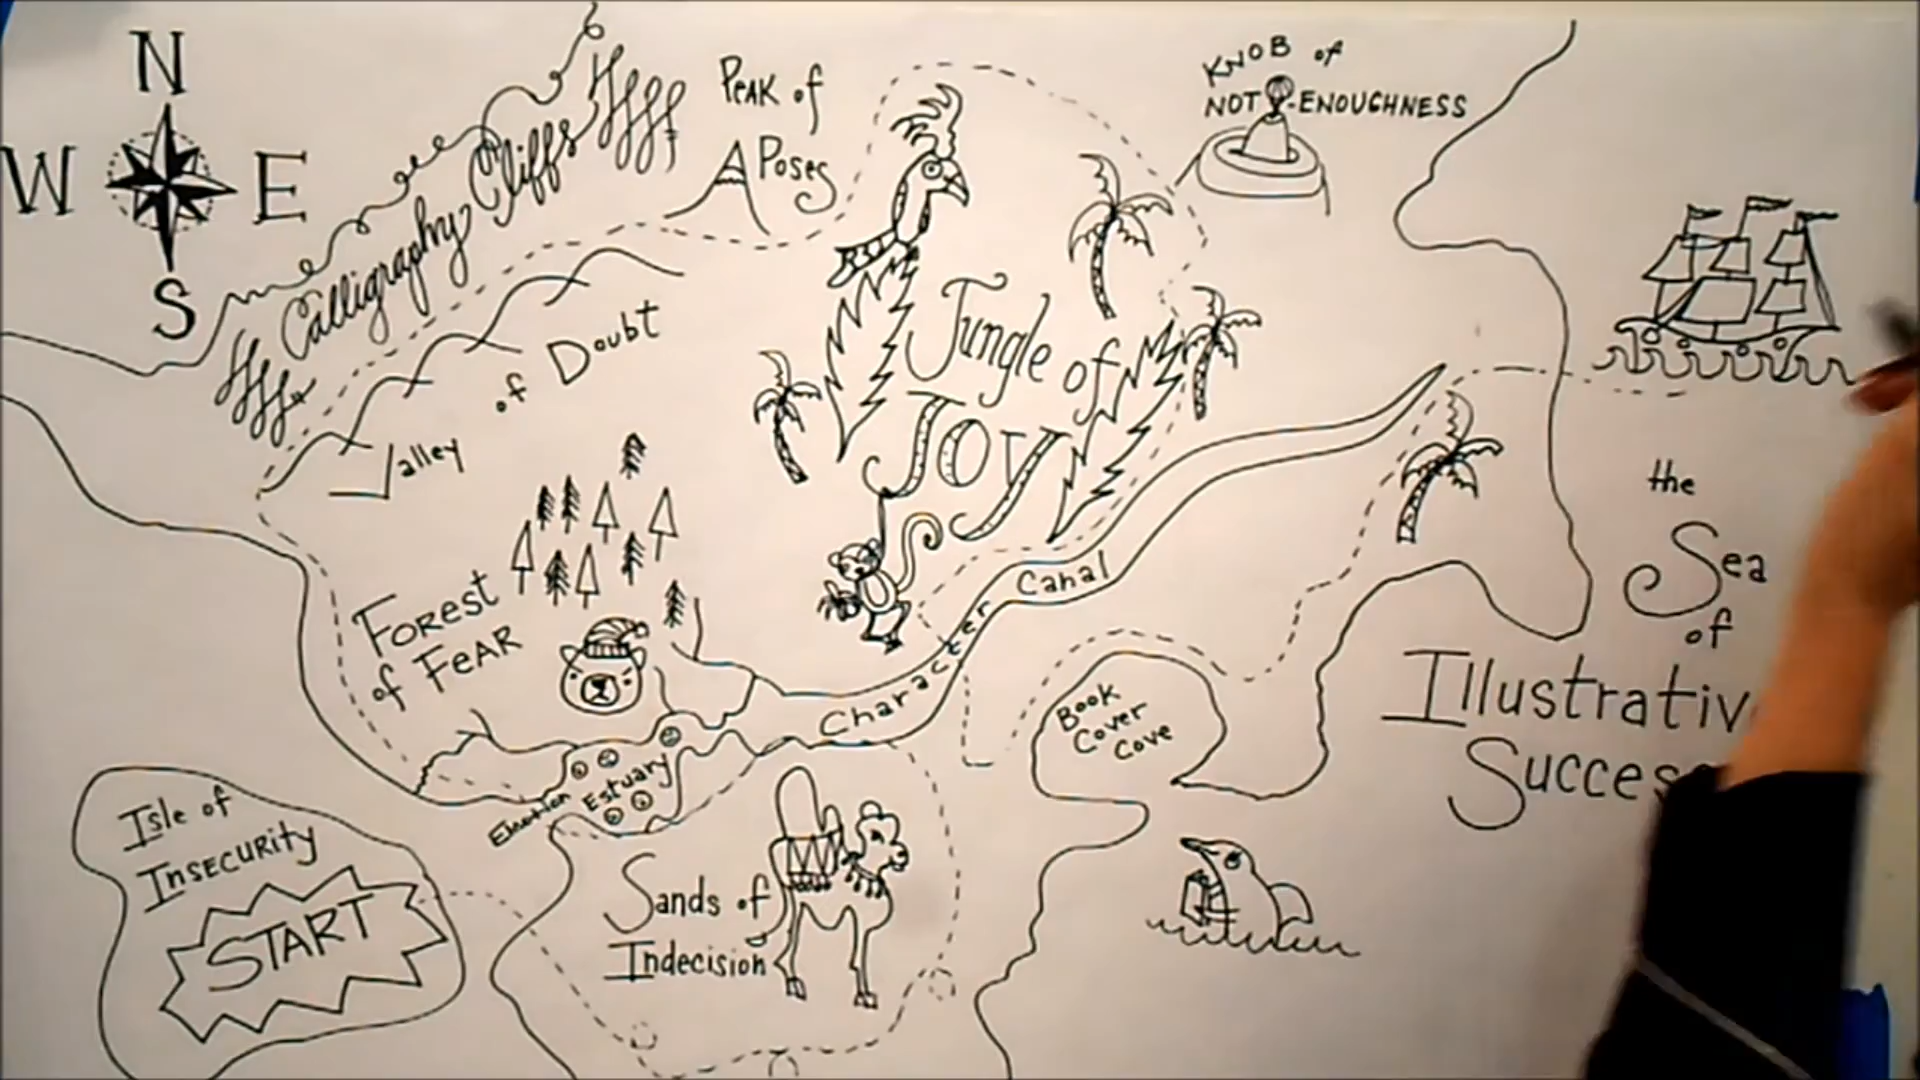 N
W E
S
Calligraphy Cliffs
Peak of
A Poses
KNOB of
NOT-ENOUGHNESS
Valley of Doubt
Jungle of
JOY
Forest
of Fear
Character Canal
Emotion Estuary
Book
Cover
Cove
the
Sea
of
Illustrativ
Succes
Isle of
Insecurity
START
Sands of
Indecision